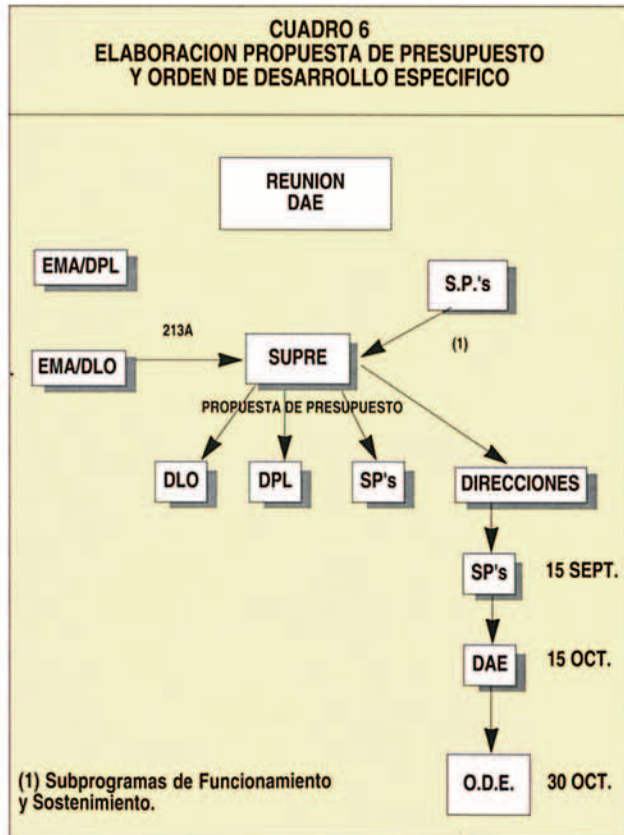 CUADRO 6
ELABORACION PROPUESTA DE PRESUPUESTO
Y ORDEN DE DESARROLLO ESPECIFICO
REUNION
DAE
EMA/DPL
S.P.'s
213A
EMA/DLO
SUPRE
(1)
PROPUESTA DE PRESUPUESTO
DLO
DPL
SP's
DIRECCIONES
SP's
15 SEPT.
DAE
15 OCT.
O.D.E.
30 OCT.
(1) Subprogramas de Funcionamiento
y Sostenimiento.